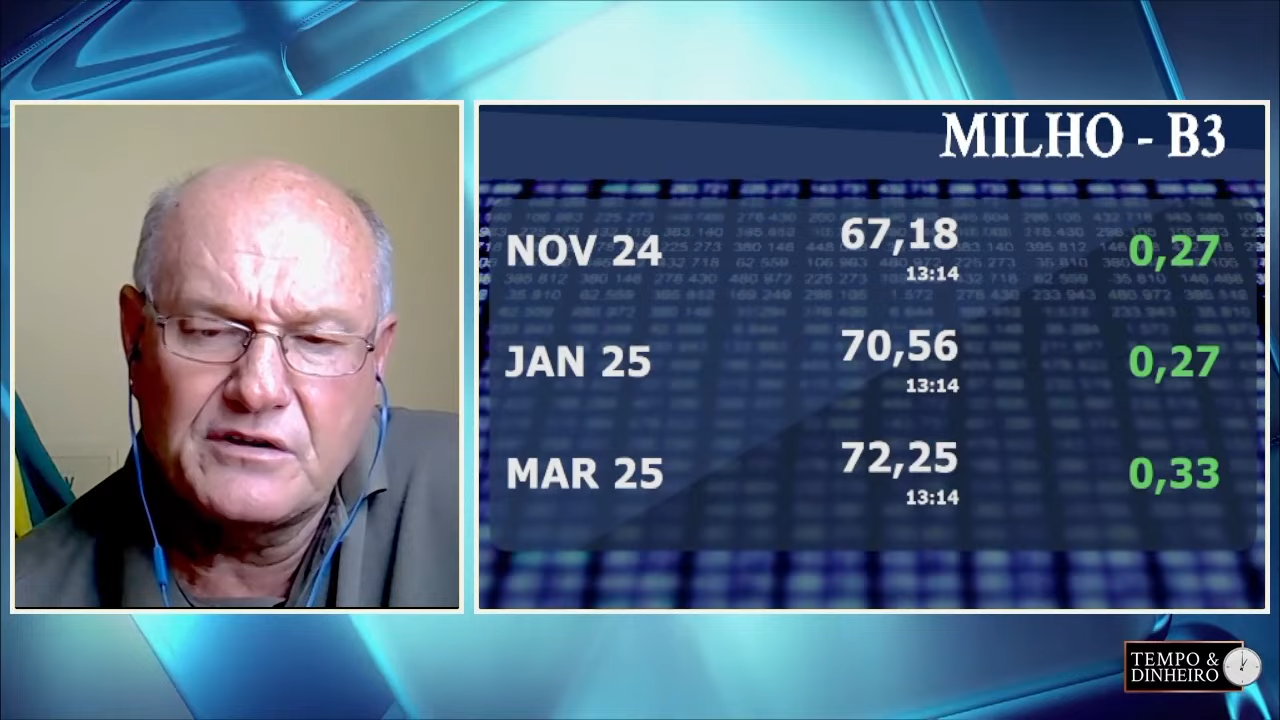 MILHO - B3
NOV 24 67,18 0,27
13:14
JAN 25 70,56 0,27
13:14
MAR 25 72,25 0,33
13:14
TEMPO &
DINHEIRO